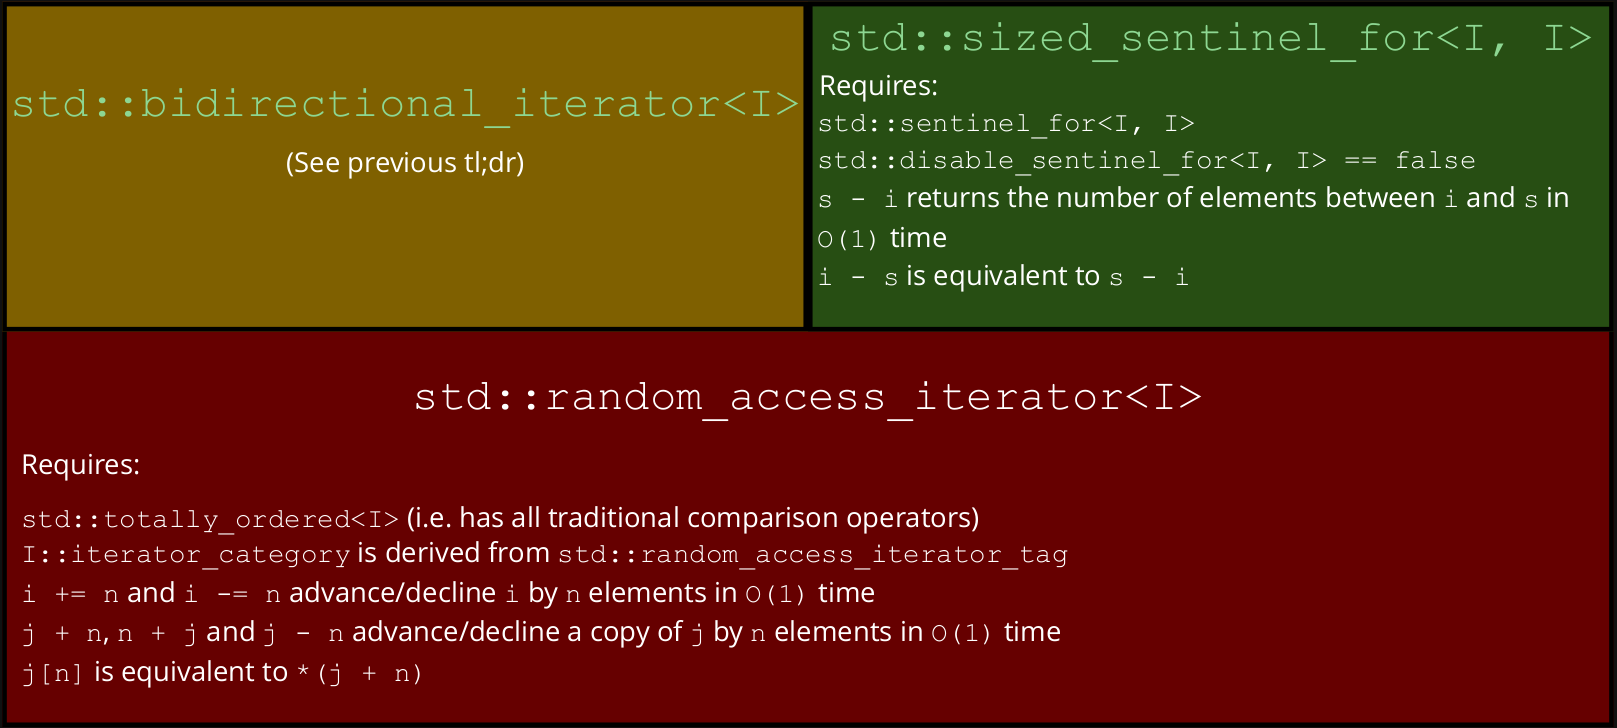 std::bidirectional_iterator<I>
(See previous tl;dr)
std::sized_sentinel_for<I, I>
Requires:
std::sentinel_for<I, I>
std::disable_sentinel_for<I, I> == false
s - i returns the number of elements between i and s in
O(1) time
i - s is equivalent to s - i
std::random_access_iterator<I>
Requires:
std::totally_ordered<I> (i.e. has all traditional comparison operators)
I::iterator_category is derived from std::random_access_iterator_tag
i += n and i -= n advance/decline i by n elements in O(1) time
j + n, n + j and j - n advance/decline a copy of j by n elements in O(1) time
j[n] is equivalent to *(j + n)